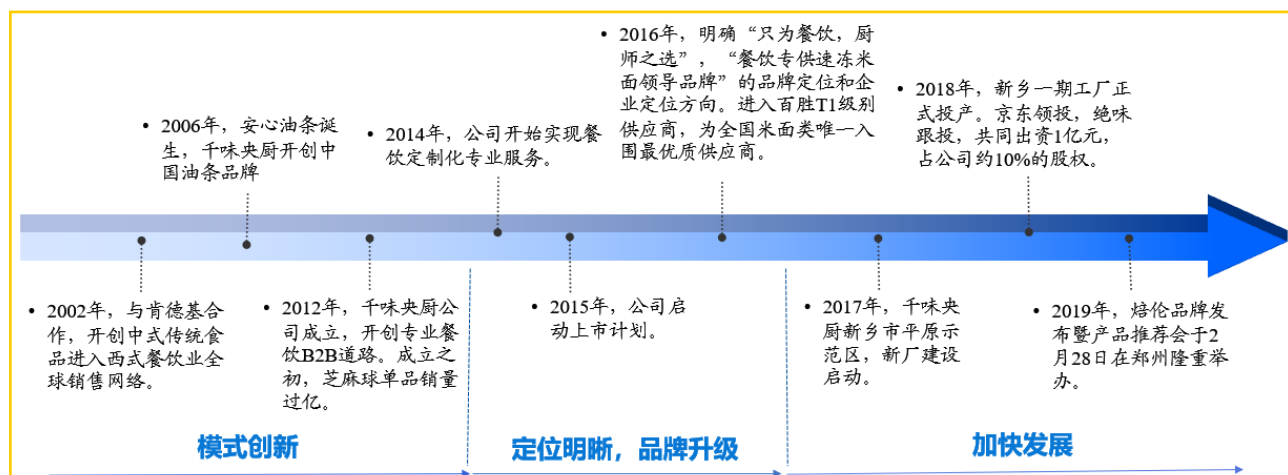 • 2006年，安心油条诞
生，千味央厨开创中
国油条品牌
• 2014年，公司开始实现餐
饮定制化专业服务。
• 2016年，明确“只为餐饮，厨
师之选”，“餐饮专供速冻米
面领导品牌”的品牌定位和企
业定位方向。进入百胜T1级别
供应商，为全国米面类唯一入
围最优质供应商。
• 2018年，新乡一期工厂正
式投产。京东领投，绝味
跟投，共同出资1亿元，
占公司约10%的股权。
• 2002年，与肯德基合
作，开创中式传统食
品进入西式餐饮业全
球销售网络。
• 2012年，千味央厨公
司成立，开创专业餐
饮B2B道路。成立之
初，芝麻球单品销量
过亿。
• 2015年，公司启
动上市计划。
• 2017年，千味央
厨新乡市平原示
范区，新厂建设
启动。
• 2019年，焙伦品牌发
布暨产品推荐会于2
月28日在郑州隆重举
办。
模式创新
定位明晰，品牌升级
加快发展